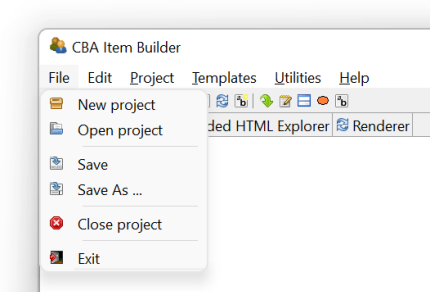 CBA Item Builder
File Edit Project Templates Utilities Help
New project
Open project
ded HTML Explorer Renderer
Save
Save As ...
Close project
Exit